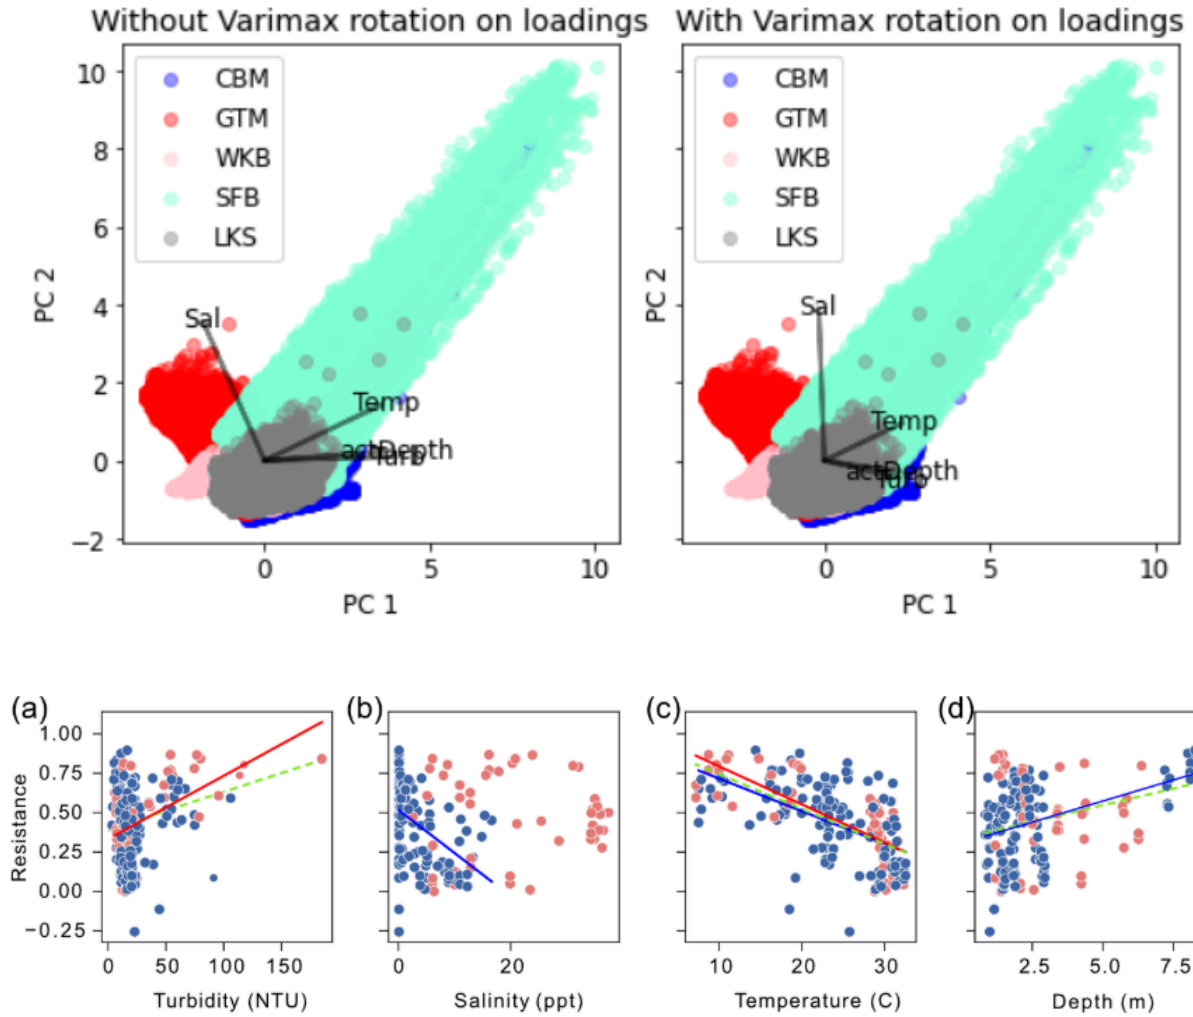 Without Varimax rotation on loadings
With Varimax rotation on loadings
10
8
6
4
2
0
−2
PC 2
CBM
GTM
WKB
SFB
LKS
Sal
Temp
actDepth
Turb
0
5
10
PC 1
PC 2
CBM
GTM
WKB
SFB
LKS
Sal
Temp
actDepth
Turb
0
5
10
PC 1
(a)
(b)
(c)
(d)
1.00
0.75
0.50
0.25
0.00
−0.25
Resistance
0
50
100
150
Turbidity (NTU)
0
20
Salinity (ppt)
10
20
30
Temperature (C)
2.5
5.0
7.5
Depth (m)